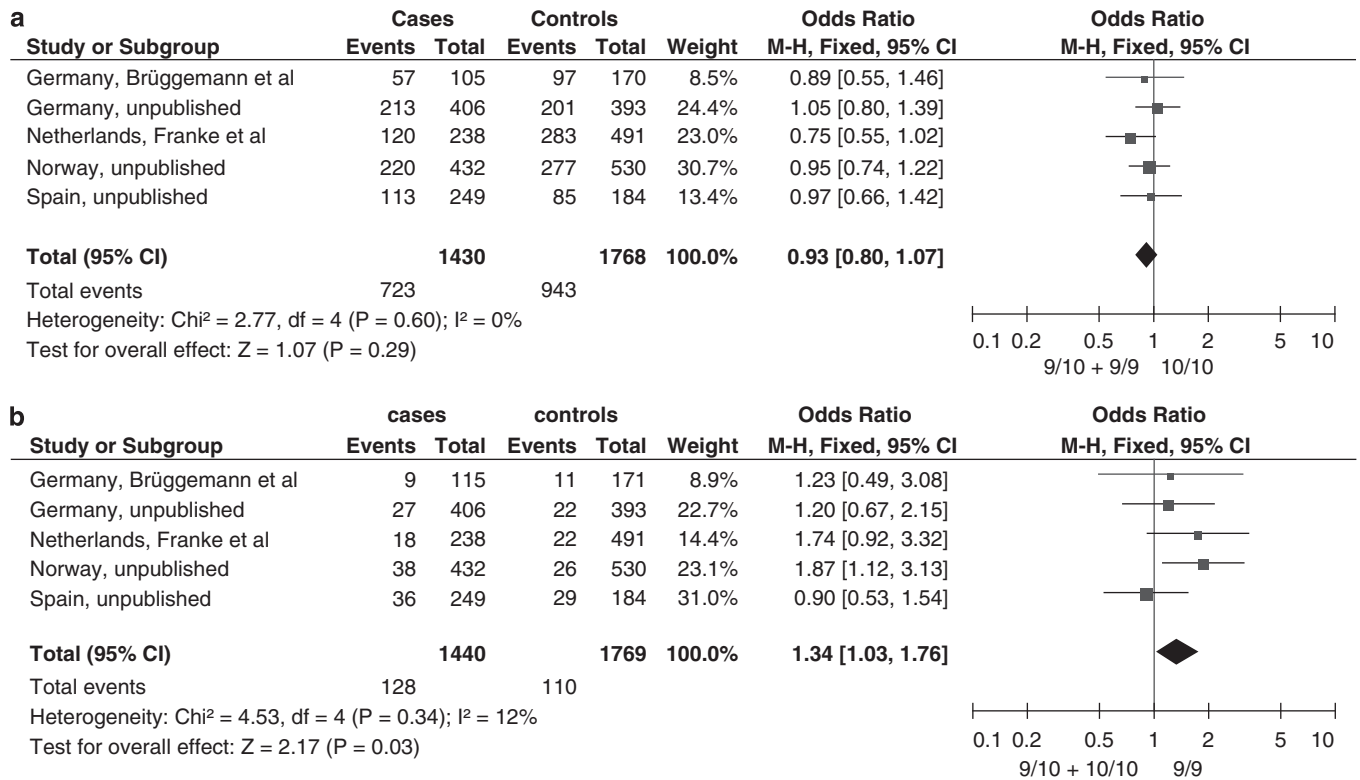 a Cases Controls Odds Ratio Odds Ratio
Study or Subgroup Events Total Events Total Weight M-H, Fixed, 95% CI M-H, Fixed, 95% CI
Germany, Brüggemann et al 57 105 97 170 8.5% 0.89 [0.55, 1.46]
Germany, unpublished 213 406 201 393 24.4% 1.05 [0.80, 1.39]
Netherlands, Franke et al 120 238 283 491 23.0% 0.75 [0.55, 1.02]
Norway, unpublished 220 432 277 530 30.7% 0.95 [0.74, 1.22]
Spain, unpublished 113 249 85 184 13.4% 0.97 [0.66, 1.42]
Total (95% CI) 1430 1768 100.0% 0.93 [0.80, 1.07]
Total events 723 943
Heterogeneity: Chi² = 2.77, df = 4 (P = 0.60); I² = 0%
Test for overall effect: Z = 1.07 (P = 0.29)
0.1 0.2 0.5 1 2 5 10
9/10 + 9/9 10/10
b cases controls Odds Ratio Odds Ratio
Study or Subgroup Events Total Events Total Weight M-H, Fixed, 95% CI M-H, Fixed, 95% CI
Germany, Brüggemann et al 9 115 11 171 8.9% 1.23 [0.49, 3.08]
Germany, unpublished 27 406 22 393 22.7% 1.20 [0.67, 2.15]
Netherlands, Franke et al 18 238 22 491 14.4% 1.74 [0.92, 3.32]
Norway, unpublished 38 432 26 530 23.1% 1.87 [1.12, 3.13]
Spain, unpublished 36 249 29 184 31.0% 0.90 [0.53, 1.54]
Total (95% CI) 1440 1769 100.0% 1.34 [1.03, 1.76]
Total events 128 110
Heterogeneity: Chi² = 4.53, df = 4 (P = 0.34); I² = 12%
Test for overall effect: Z = 2.17 (P = 0.03)
0.1 0.2 0.5 1 2 5 10
9/10 + 10/10 9/9